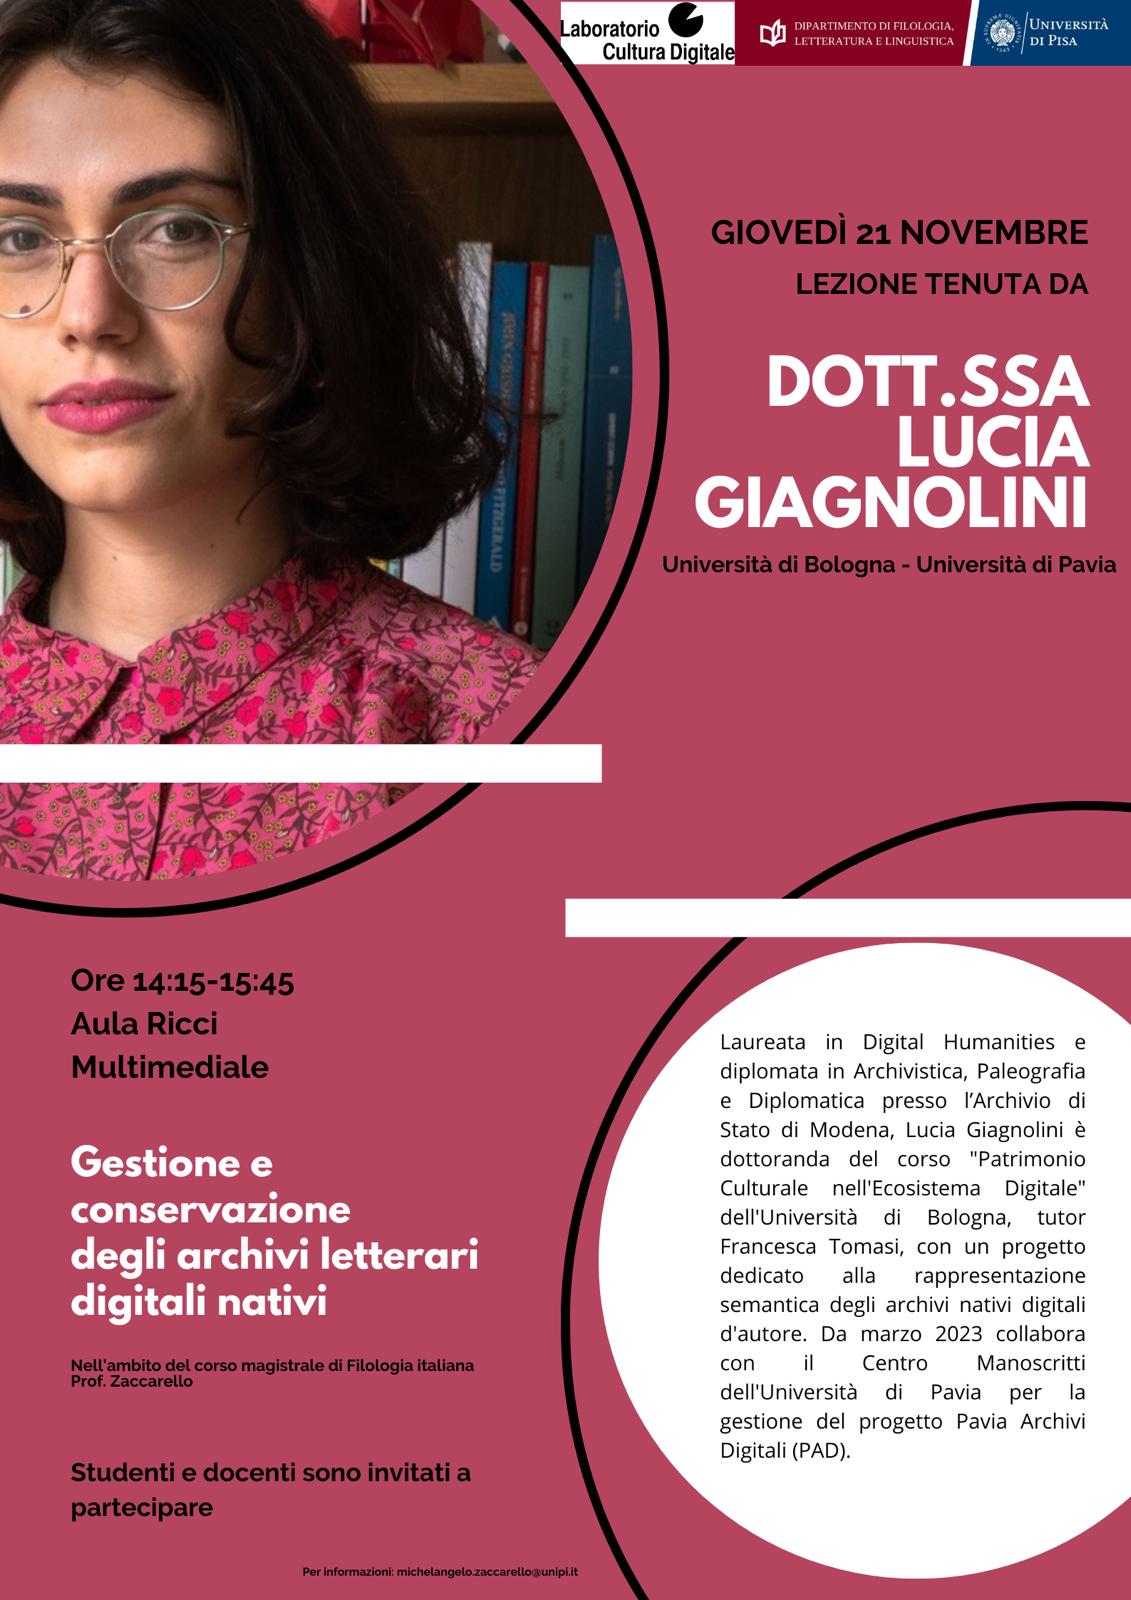 Laboratorio
Cultura Digitale
DIPARTIMENTO DI FILOLOGIA,
LETTERATURA E LINGUISTICA
UNIVERSITÀ
DI PISA
GIOVEDÌ 21 NOVEMBRE
LEZIONE TENUTA DA
DOTT.SSA
LUCIA
GIAGNOLINI
Università di Bologna - Università di Pavia
FITZGERALD
Ore 14:15-15:45
Aula Ricci
Multimediale
Gestione e
conservazione
degli archivi letterari
digitali nativi
Nell'ambito del corso magistrale di Filologia italiana
Prof. Zaccarello
Studenti e docenti sono invitati a
partecipare
Per informazioni: michelangelo.zaccarello@unipi.it
Laureata in Digital Humanities e
diplomata in Archivistica, Paleografia
e Diplomatica presso l’Archivio di
Stato di Modena, Lucia Giagnolini è
dottoranda del corso "Patrimonio
Culturale nell'Ecosistema Digitale"
dell'Università di Bologna, tutor
Francesca Tomasi, con un progetto
dedicato alla rappresentazione
semantica degli archivi nativi digitali
d'autore. Da marzo 2023 collabora
con il Centro Manoscritti
dell'Università di Pavia per la
gestione del progetto Pavia Archivi
Digitali (PAD).